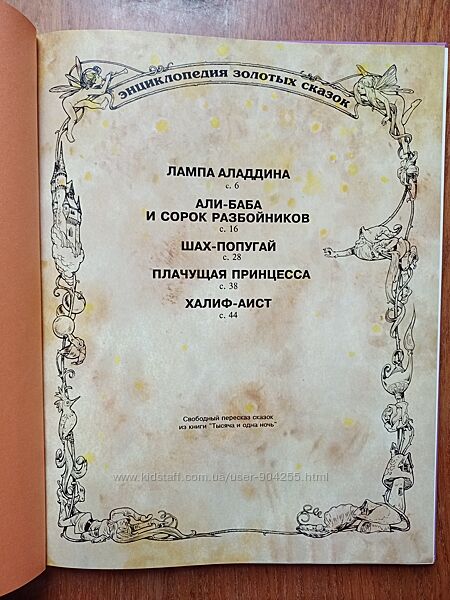 ЭНЦИКЛОПЕДИЯ ЗОЛОТЫХ СКАЗОК
ЛАМПА АЛАДДИНА
с. 6
АЛИ-БАБА
И СОРОК РАЗБОЙНИКОВ
с. 16
ШАХ-ПОПУГАЙ
с. 28
ПЛАЧУЩАЯ ПРИНЦЕССА
с. 38
ХАЛИФ-АИСТ
с. 44
Свободный пересказ сказок
из книги "Тысяча и одна ночь"
www.kidstaff.com.ua/user-904255.html